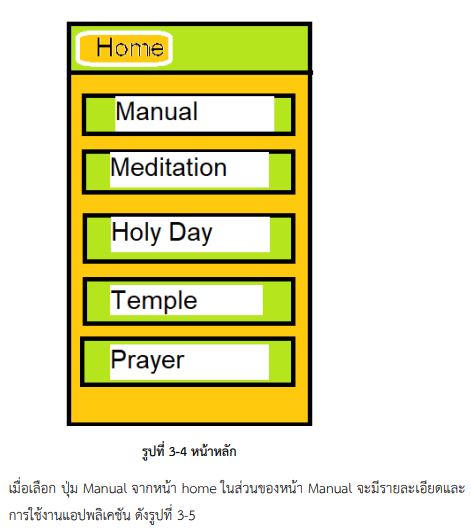 Home
Manual
Meditation
Holy Day
Temple
Prayer
รูปที่ 3-4 หน้าหลัก
เมื่อเลือก ปุ่ม Manual จากหน้า home ในส่วนของหน้า Manual จะมีรายละเอียดและ
การใช้งานแอปพลิเคชัน ดังรูปที่ 3-5